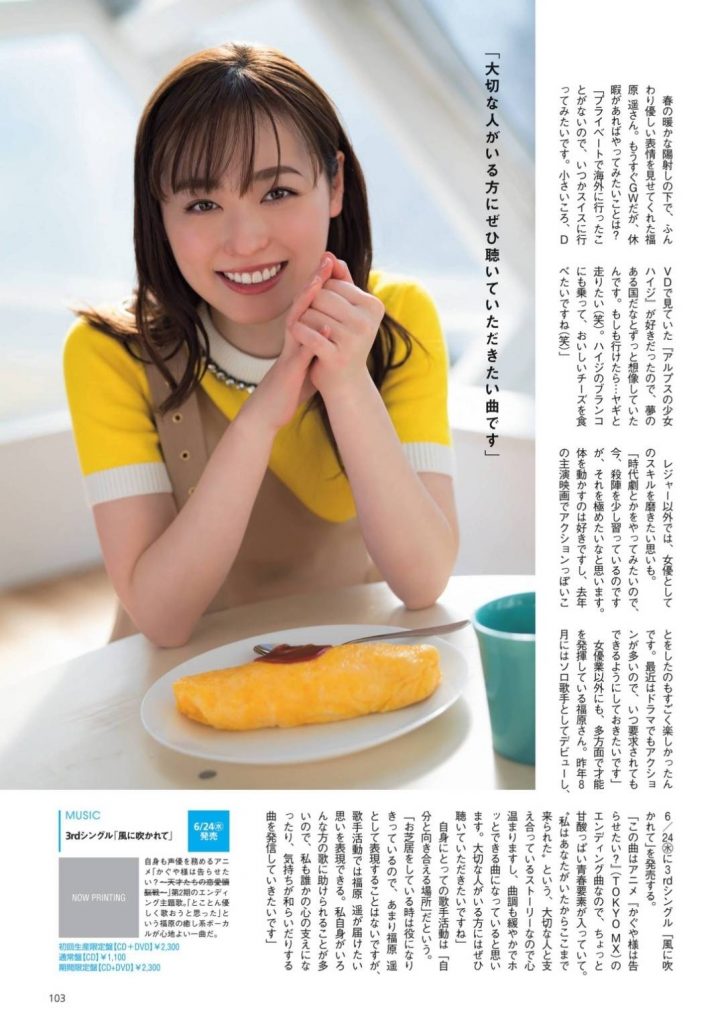 「大切な人がいる方にぜひ聴いていただきたい曲です」
春の暖かな陽射しの下で、ふん
わり優しい表情を見せてくれた福
原 遥さん。もうすぐGWだが、休
暇があればやってみたいことは？
「プライベートで海外に行ったこ
とがないので、いつかスイスに行
ってみたいです。小さいころ、D
VDで見ていた『アルプスの少女
ハイジ』が好きだったので、夢の
ある国だなとずっと想像していた
んです。もしも行けたら…ヤギと
走りたい（笑）。ハイジのブランコ
にも乗って、おいしいチーズを食
べたいですね（笑）」
レジャー以外では、女優として
のスキルを磨きたい思いも。
「時代劇とかをやってみたいので、
今、殺陣を少し習っているのです
が、それを極めたいなと思います。
体を動かすのは好きですし、去年
の主演映画でアクションっぽいこ
とをしたのもすごく楽しかったん
です。最近はドラマでもアクショ
ンが多いので、いつ要求されても
できるようにしておきたいです」
女優業以外にも、多方面で才能
を発揮している福原さん。昨年8
月にはソロ歌手としてデビューし、
6／24㊌に3rdシングル「風に吹
かれて」を発売する。
「この曲はアニメ『かぐや様は告
らせたい？』（TOKYO MX）の
エンディング曲なので、ちょっと
甘酸っぱい青春要素が入っていて。
〝私はあなたがいたからここまで
来られた〟という、大切な人と支
え合っているストーリーなので心
温まりますし、曲調も緩やかでホ
ッとできる曲になっていると思い
ます。大切な人がいる方にはぜひ
聴いていただきたいですね」
自身にとっての歌手活動は「自
分と向き合える場所」だという。
「お芝居をしている時は役になり
きっているので、あまり福原 遥
として表現することはないですが、
歌手活動では福原 遥が届けたい
思いを表現できる。私自身がいろ
んな方の歌に助けられることが多
いので、私も誰かの心の支えにな
ったり、気持ちが和らいだりする
曲を発信していきたいです」
MUSIC
3rdシングル「風に吹かれて」
6/24㊌
発売
NOW PRINTING
自身も声優を務めるアニ
メ「かぐや様は告らせた
い？～天才たちの恋愛頭
脳戦～」第2期のエンディ
ング主題歌。「とことん優
しく歌おうと思った」と
いう福原の癒し系ボーカ
ルが心地よい一曲だ。
初回生産限定盤【CD＋DVD】￥2,300
通常盤【CD】￥1,100
期間限定盤【CD+DVD】￥2,300
103